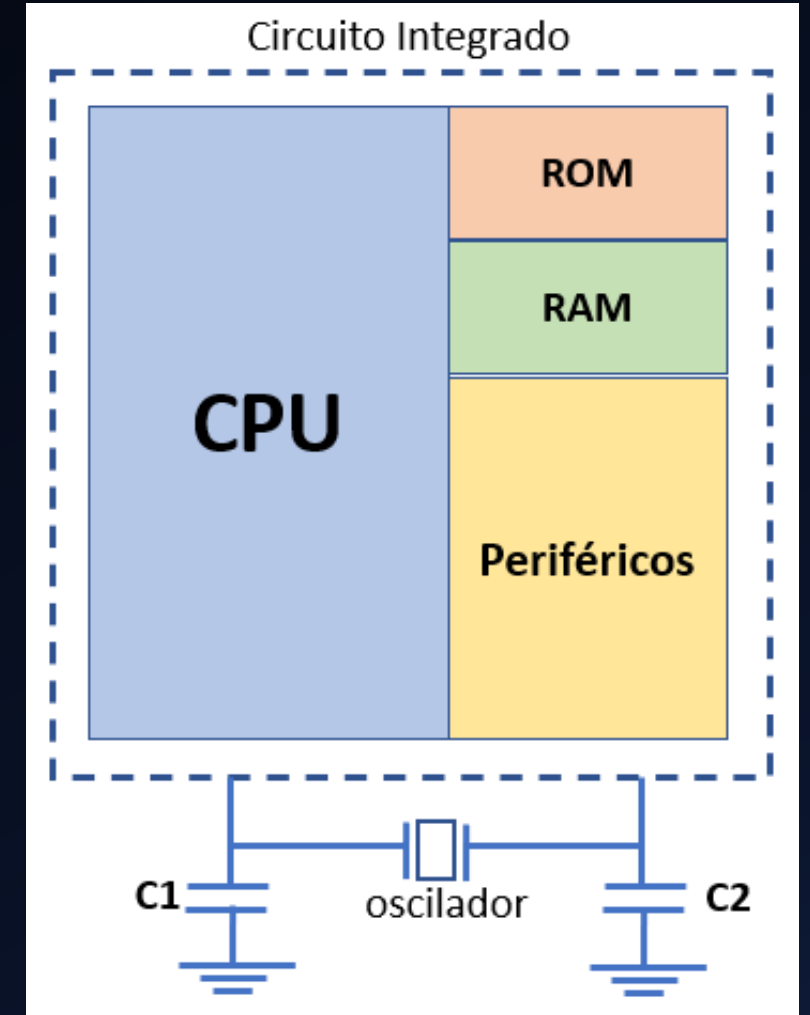 Circuito Integrado
ROM
RAM
CPU
Periféricos
C1
oscilador
C2